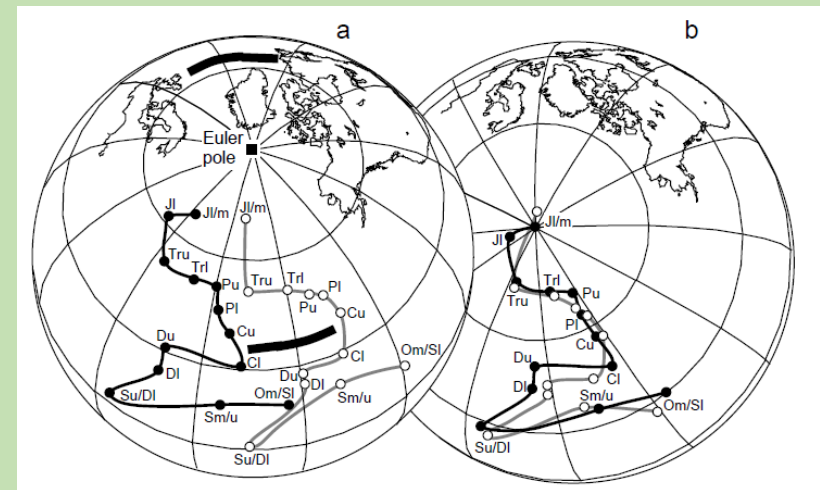 a
b
Euler
pole
Jl
Jl/m
Jl/m
Tru
Trl
Pu
Pl
Cu
Cl
Du
Dl
Su/Dl
Sm/u
Om/Sl
Tru
Trl
Pu
Pl
Cu
Cl
Du
Dl
Sm/u
Om/Sl
Su/Dl
Jl/m
Jl
Trl
Pu
Tru
Pl
Cu
Du
Cl
Dl
Sm/u
Om/Sl
Su/Dl